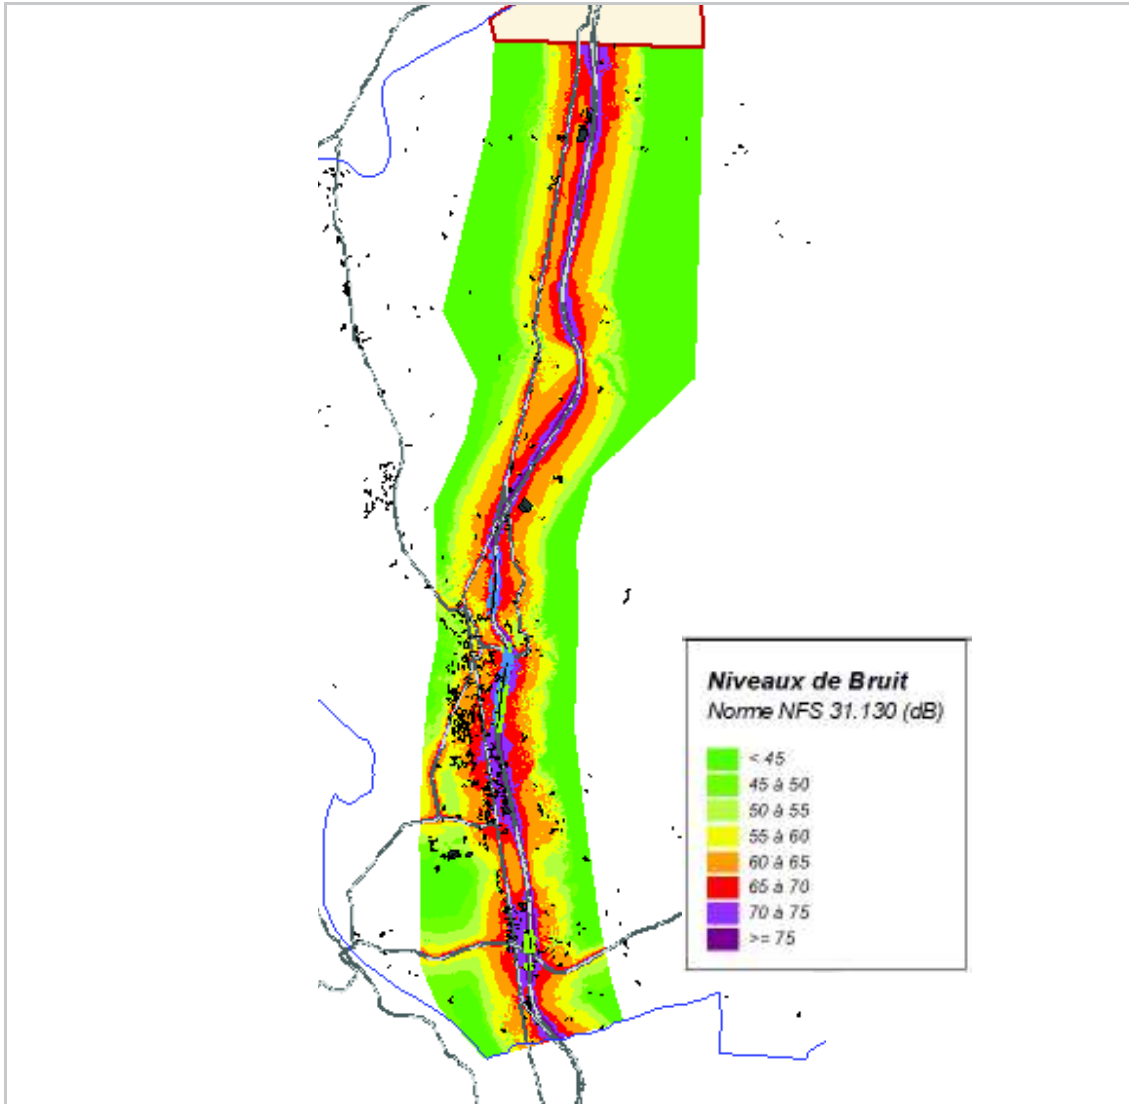 Niveaux de Bruit
Norme NFS 31.130 (dB)
< 45
45 à 50
50 à 55
55 à 60
60 à 65
65 à 70
70 à 75
>= 75